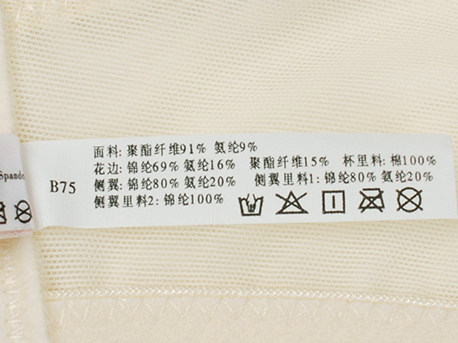 面料: 聚酯纤维91% 氨纶9%
花边: 锦纶69% 氨纶16% 聚酯纤维15% 杯里料: 棉100%
B75
侧翼: 锦纶80% 氨纶20% 侧翼里料1: 锦纶80% 氨纶20%
侧翼里料2: 锦纶100%